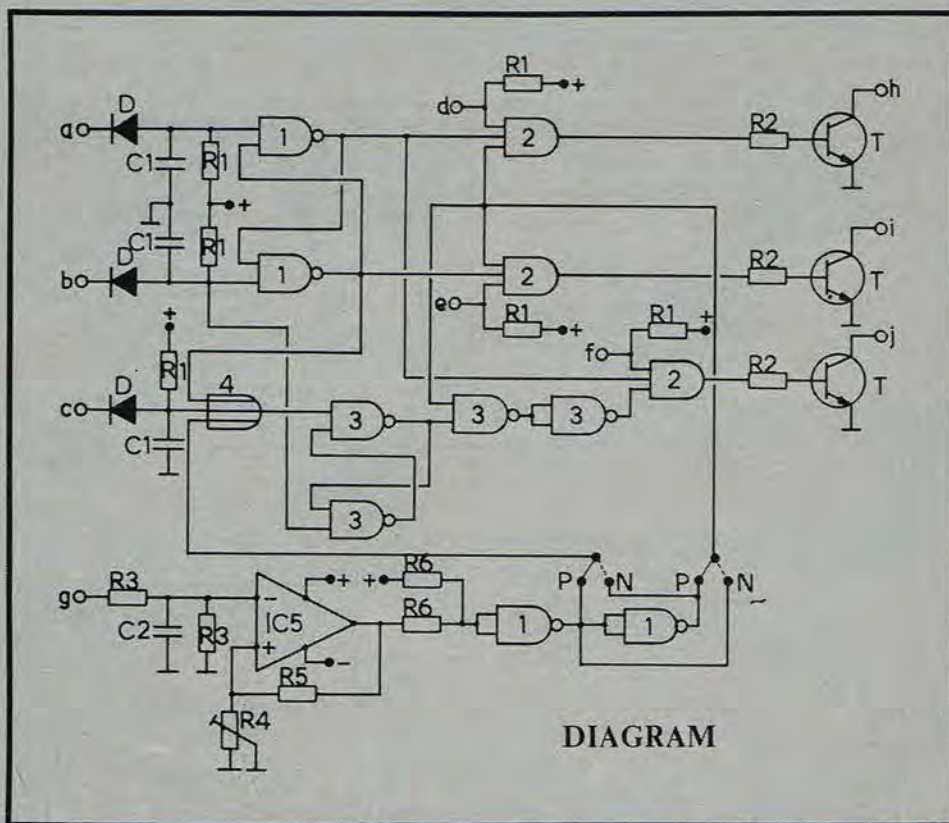 R1
+
h
D
d
a
1
2
R2
T
C1
R1
+
C1
R1
i
D
b
1
2
R2
T
e
R1
+
R1
+
+
j
R1
f
D
4
2
R2
T
c
3
3
3
C1
3
P
N
P
N
R6
+
+
R3
g
-
IC5
1
1
C2
R3
R6
+
-
R5
R4
DIAGRAM